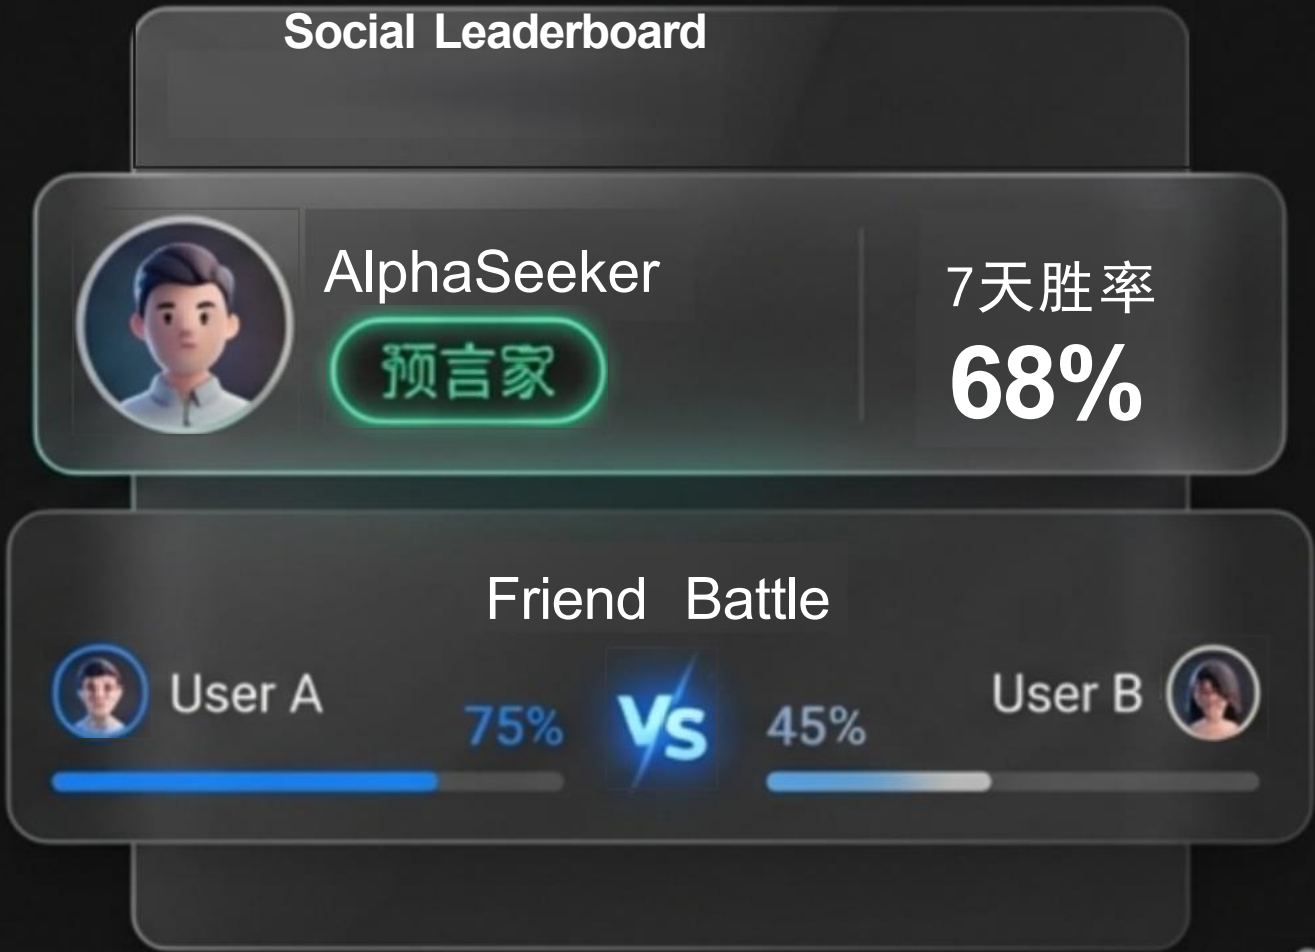 Social Leaderboard
AlphaSeeker
预言家
7天胜率
68%
Friend Battle
User A
75%
VS
45%
User B